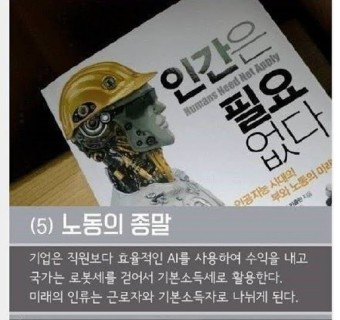 인간은
Humans Need Not Apply
필요
없다
인공지능 시대의
부와 노동의 미래
(5) 노동의 종말
기업은 직원보다 효율적인 AI를 사용하여 수익을 내고
국가는 로봇세를 걷어서 기본소득세로 활용한다.
미래의 인류는 근로자와 기본소득자로 나뉘게 된다.